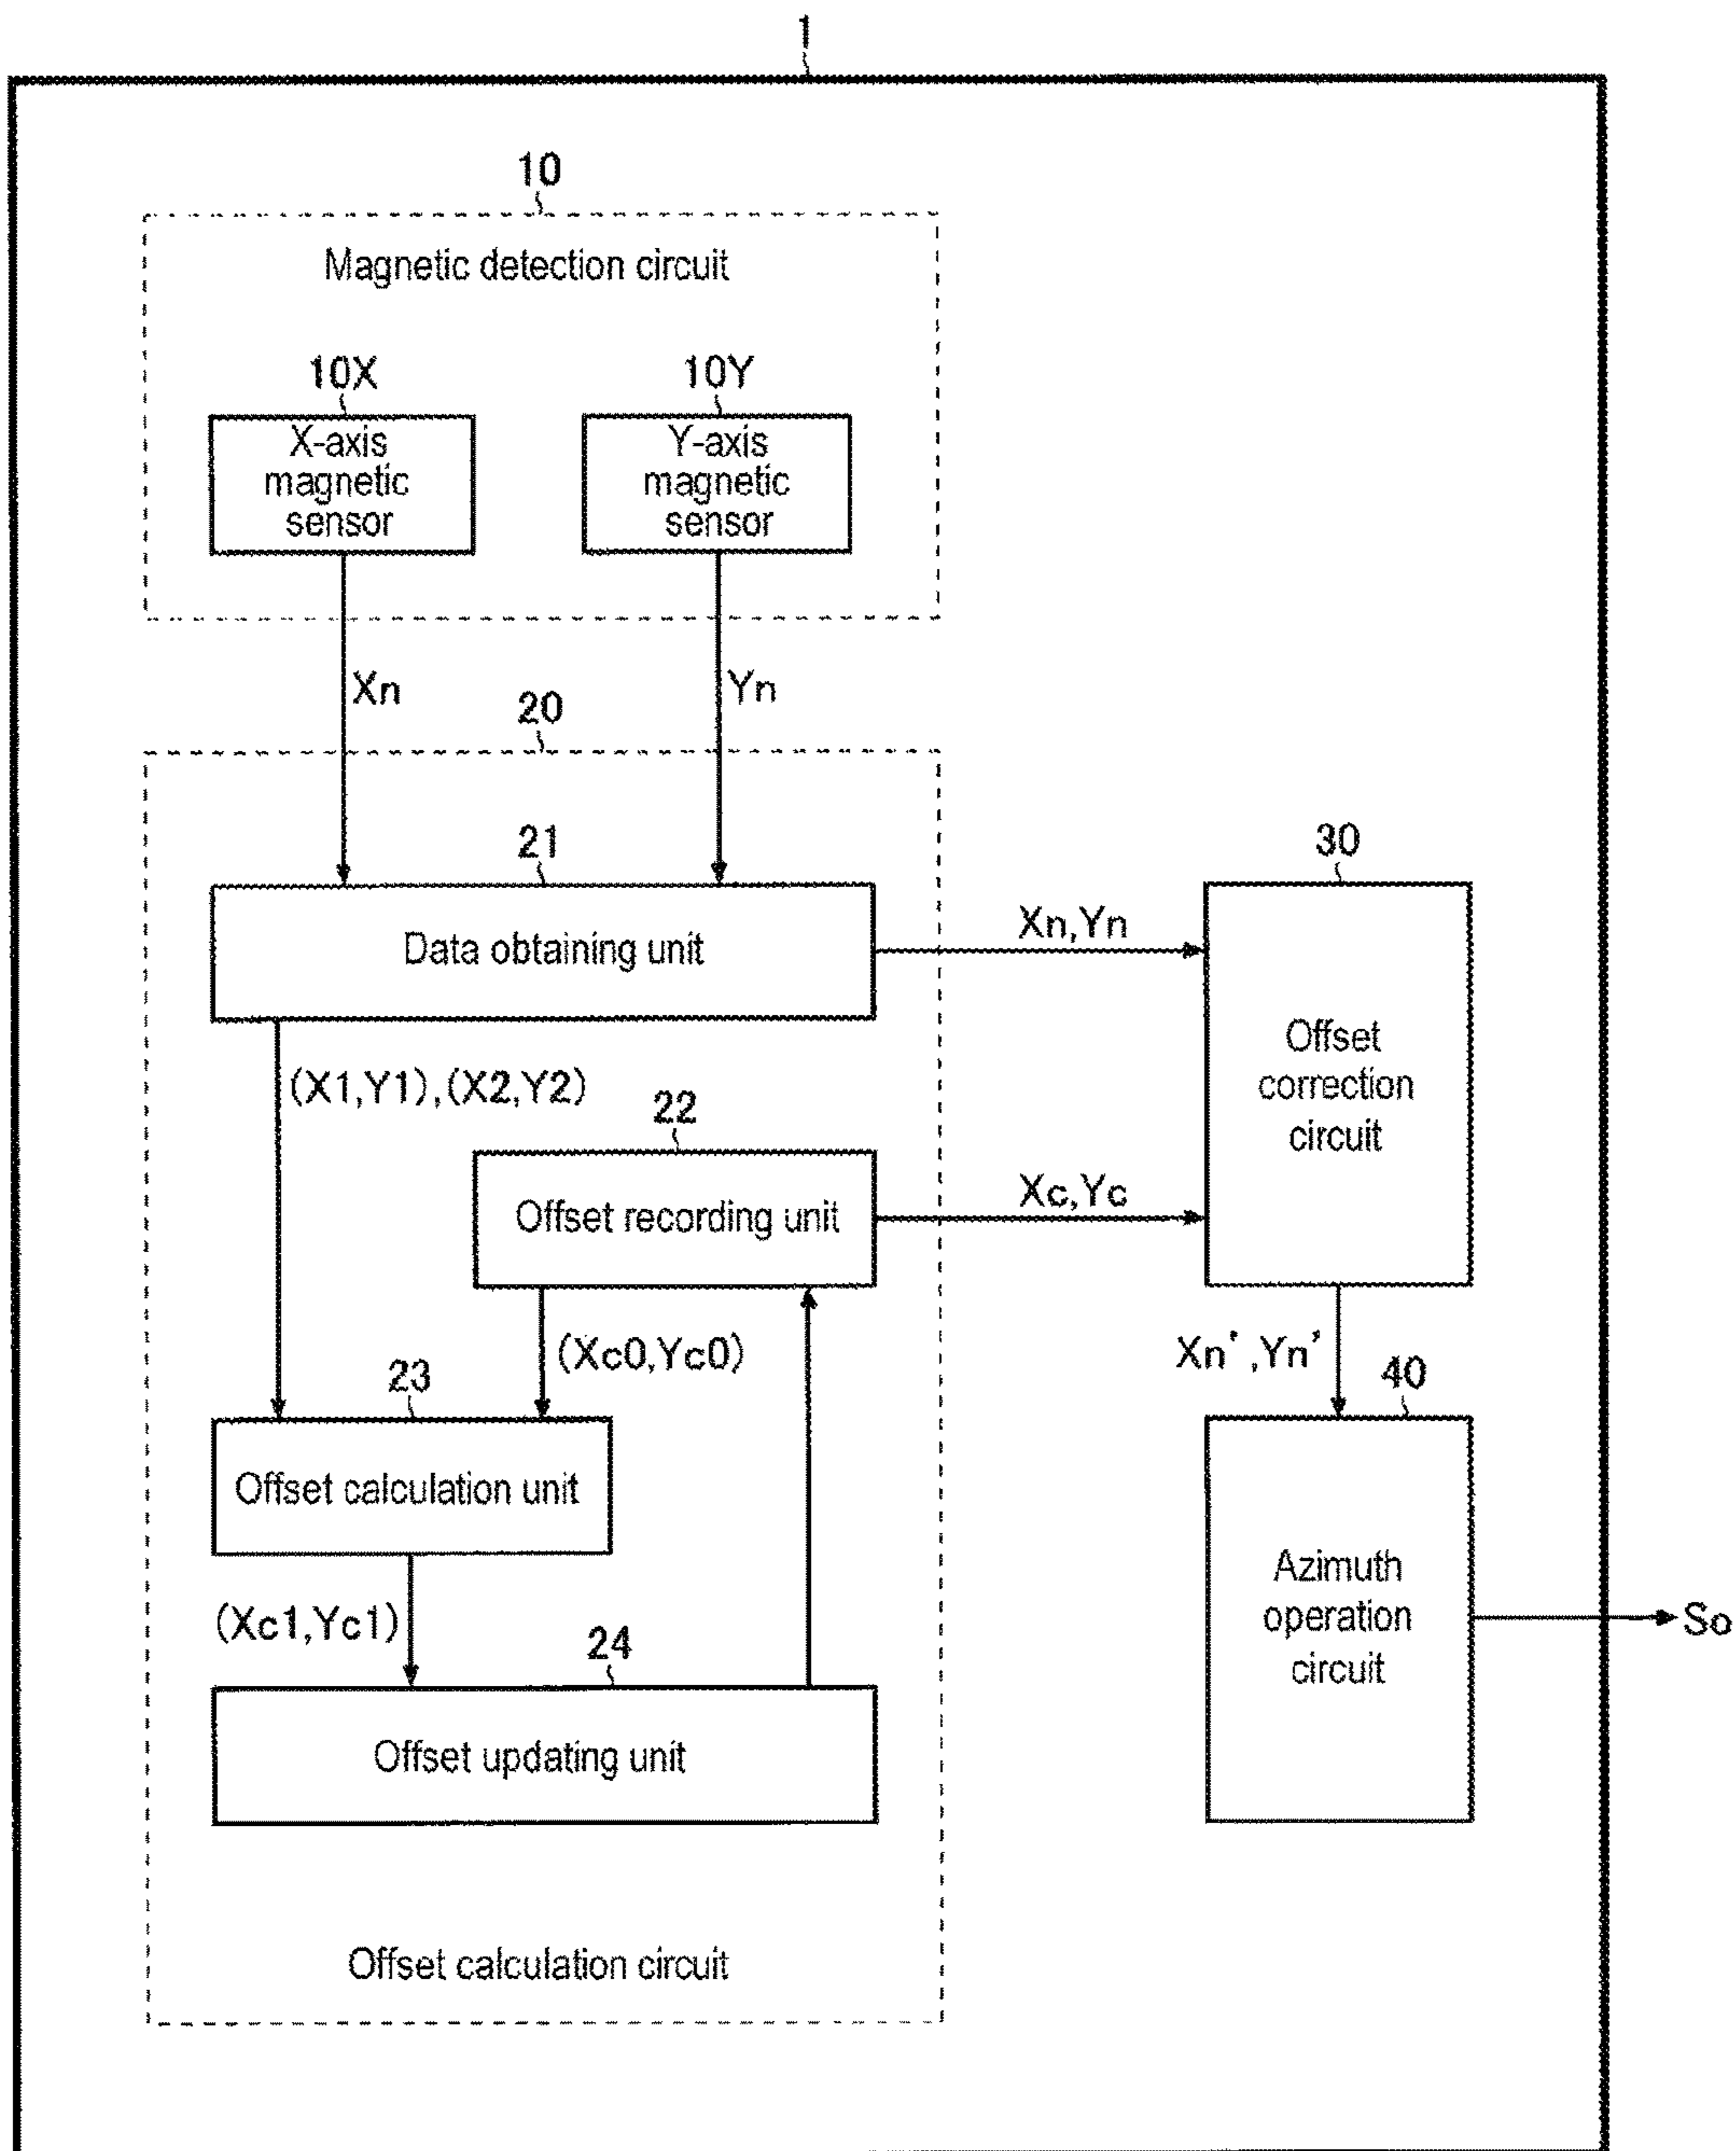 1
10
Magnetic detection circuit
10X
10Y
X-axis
magnetic
sensor
Y-axis
magnetic
sensor
Xn
Yn
20
21
Data obtaining unit
Xn,Yn
30
Offset
correction
circuit
(X1,Y1),(X2,Y2)
22
Offset recording unit
Xc,Yc
(Xc0,Yc0)
Xn',Yn'
23
40
Offset calculation unit
Azimuth
operation
circuit
So
(Xc1,Yc1)
24
Offset updating unit
Offset calculation circuit